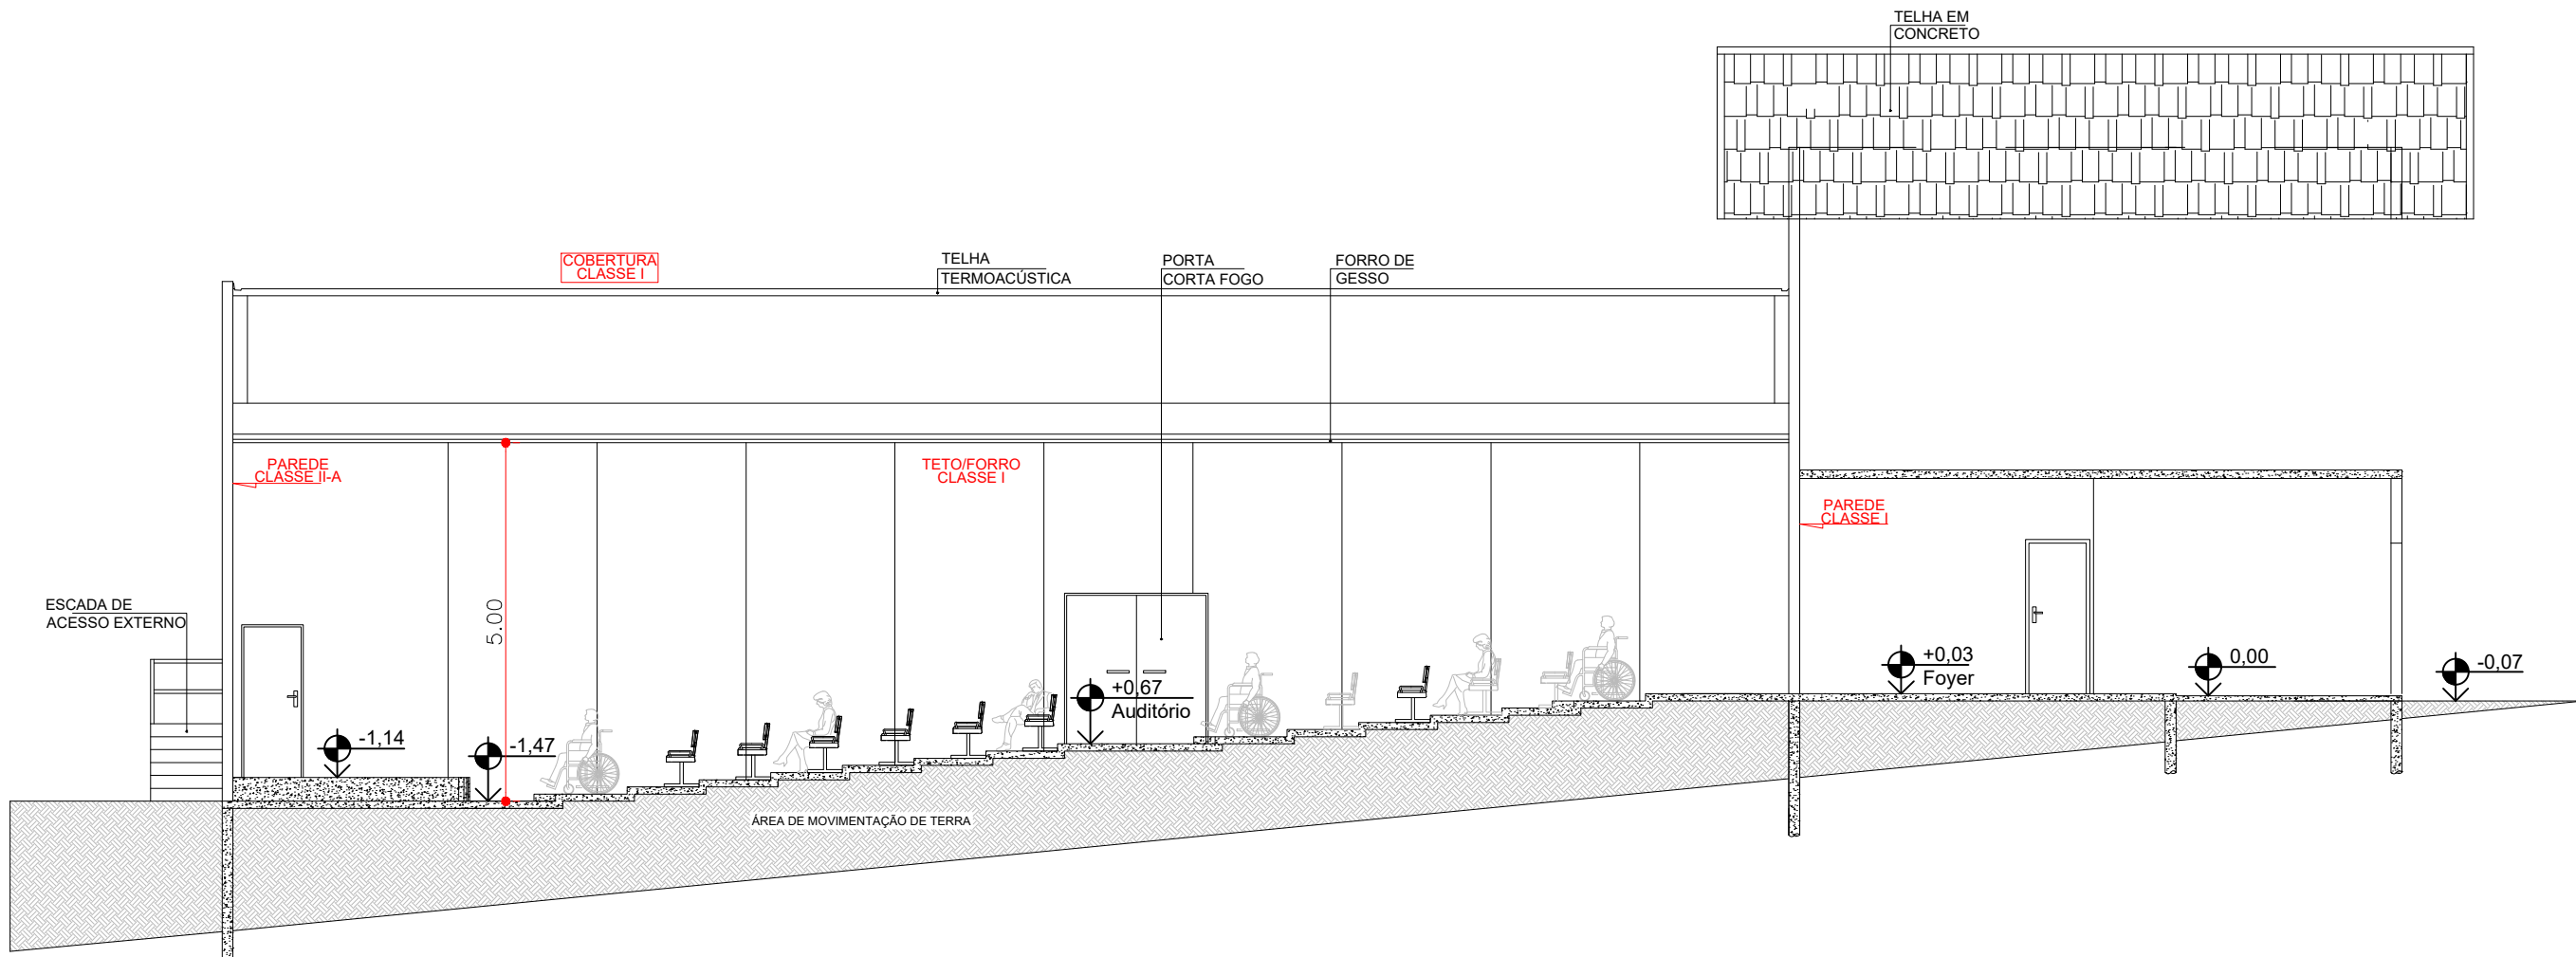 TELHA EM
CONCRETO
COBERTURA
CLASSE I
TELHA
TERMOACÚSTICA
PORTA
CORTA FOGO
FORRO DE
GESSO
PAREDE
CLASSE II-A
TETO/FORRO
CLASSE I
PAREDE
CLASSE I
ESCADA DE
ACESSO EXTERNO
5.00
-1,14
-1,47
+0,67
Auditório
+0,03
Foyer
0,00
-0,07
ÁREA DE MOVIMENTAÇÃO DE TERRA